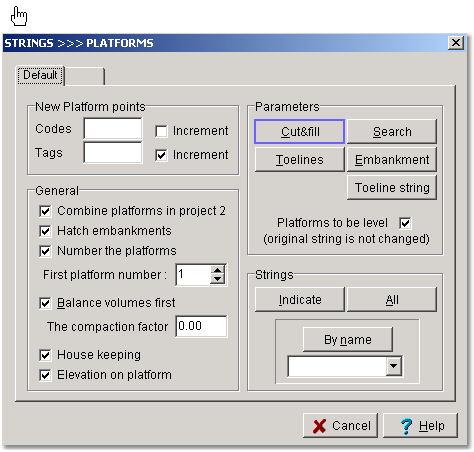 STRINGS >>> PLATFORMS
Default
New Platform points
Codes Increment
Tags Increment
General
Combine platforms in project 2
Hatch embankments
Number the platforms
First platform number : 1
Balance volumes first
The compaction factor 0.00
House keeping
Elevation on platform
Parameters
Cut&fill Search
Toelines Embankment
Toeline string
Platforms to be level
(original string is not changed)
Strings
Indicate All
By name
Cancel Help